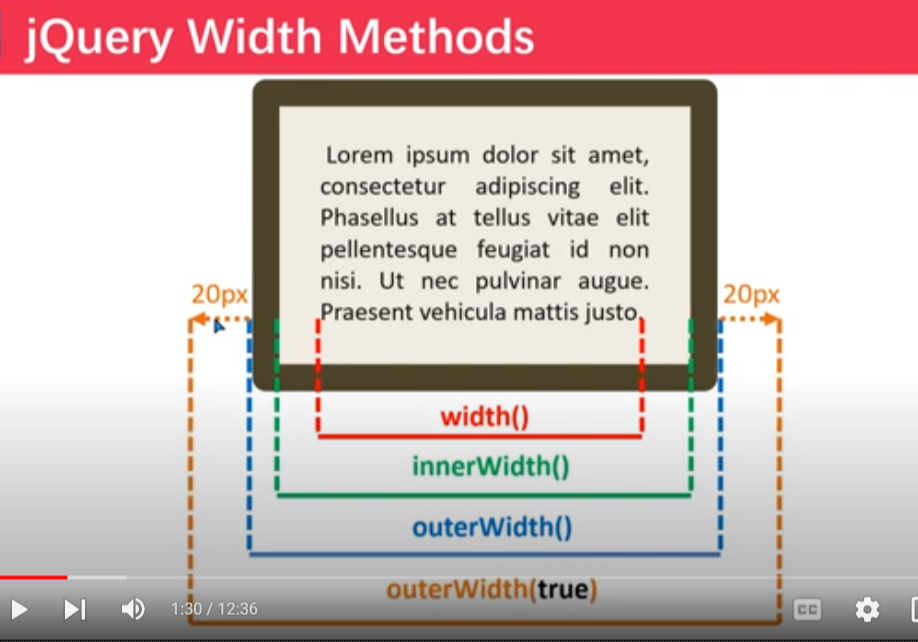 jQuery Width Methods
Lorem ipsum dolor sit amet,
consectetur adipiscing elit.
Phasellus at tellus vitae elit
pellentesque feugiat id non
nisi. Ut nec pulvinar augue.
20px
20px
Praesent vehicula mattis justo.
width()
innerWidth()
outerWidth()
outerWidth(true)
1:30 / 12:36
CC